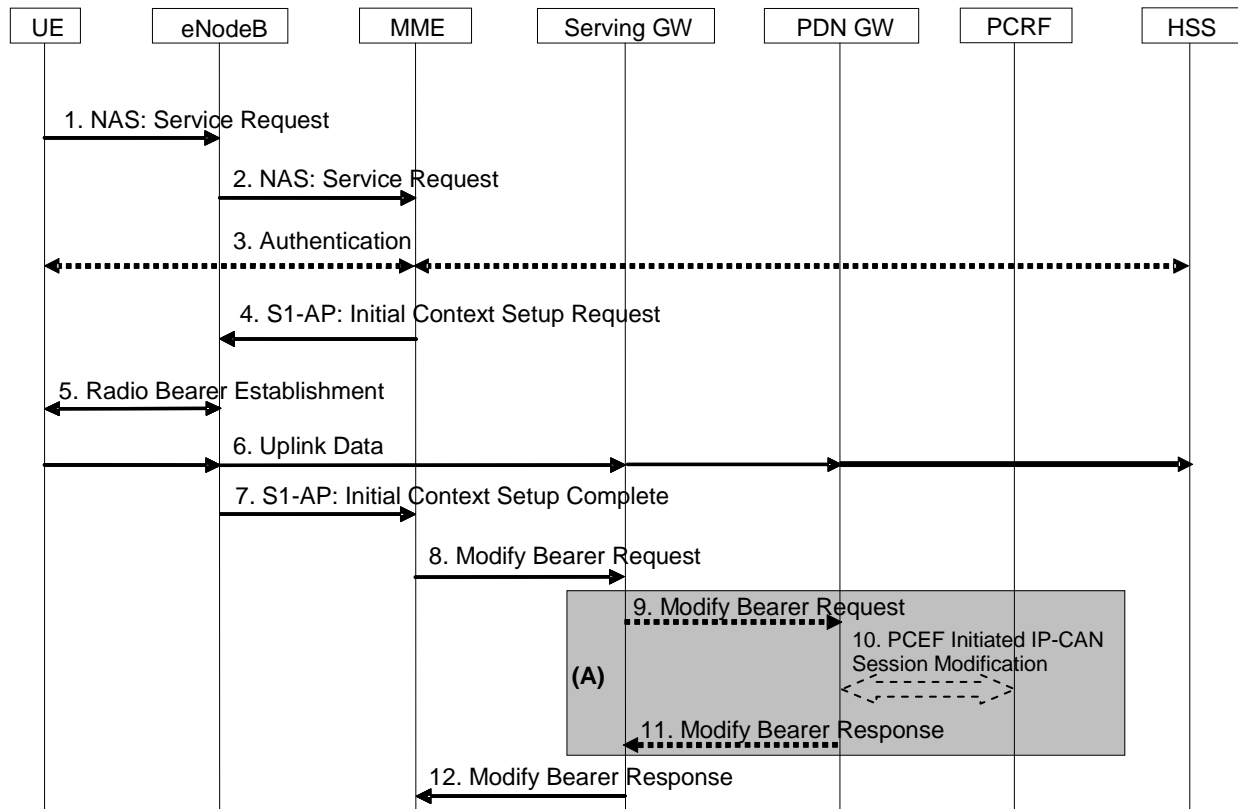 UE
eNodeB
MME
Serving GW
PDN GW
PCRF
HSS
1. NAS: Service Request
2. NAS: Service Request
3. Authentication
4. S1-AP: Initial Context Setup Request
5. Radio Bearer Establishment
6. Uplink Data
7. S1-AP: Initial Context Setup Complete
8. Modify Bearer Request
9. Modify Bearer Request
10. PCEF Initiated IP-CAN
Session Modification
(A)
11. Modify Bearer Response
12. Modify Bearer Response